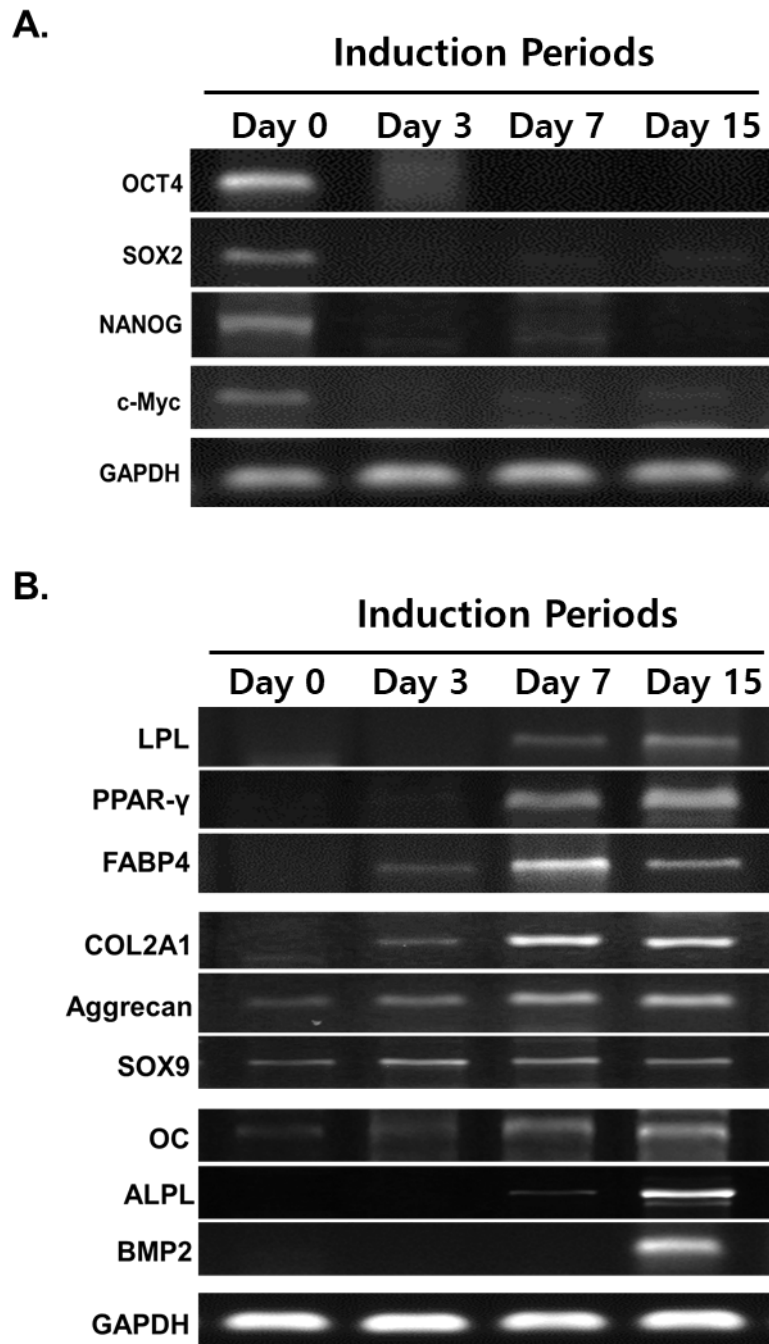 A.
Induction Periods
Day 0 Day 3 Day 7 Day 15
OCT4
SOX2
NANOG
c-Myc
GAPDH
B.
Induction Periods
Day 0 Day 3 Day 7 Day 15
LPL
PPAR-γ
FABP4
COL2A1
Aggrecan
SOX9
OC
ALPL
BMP2
GAPDH